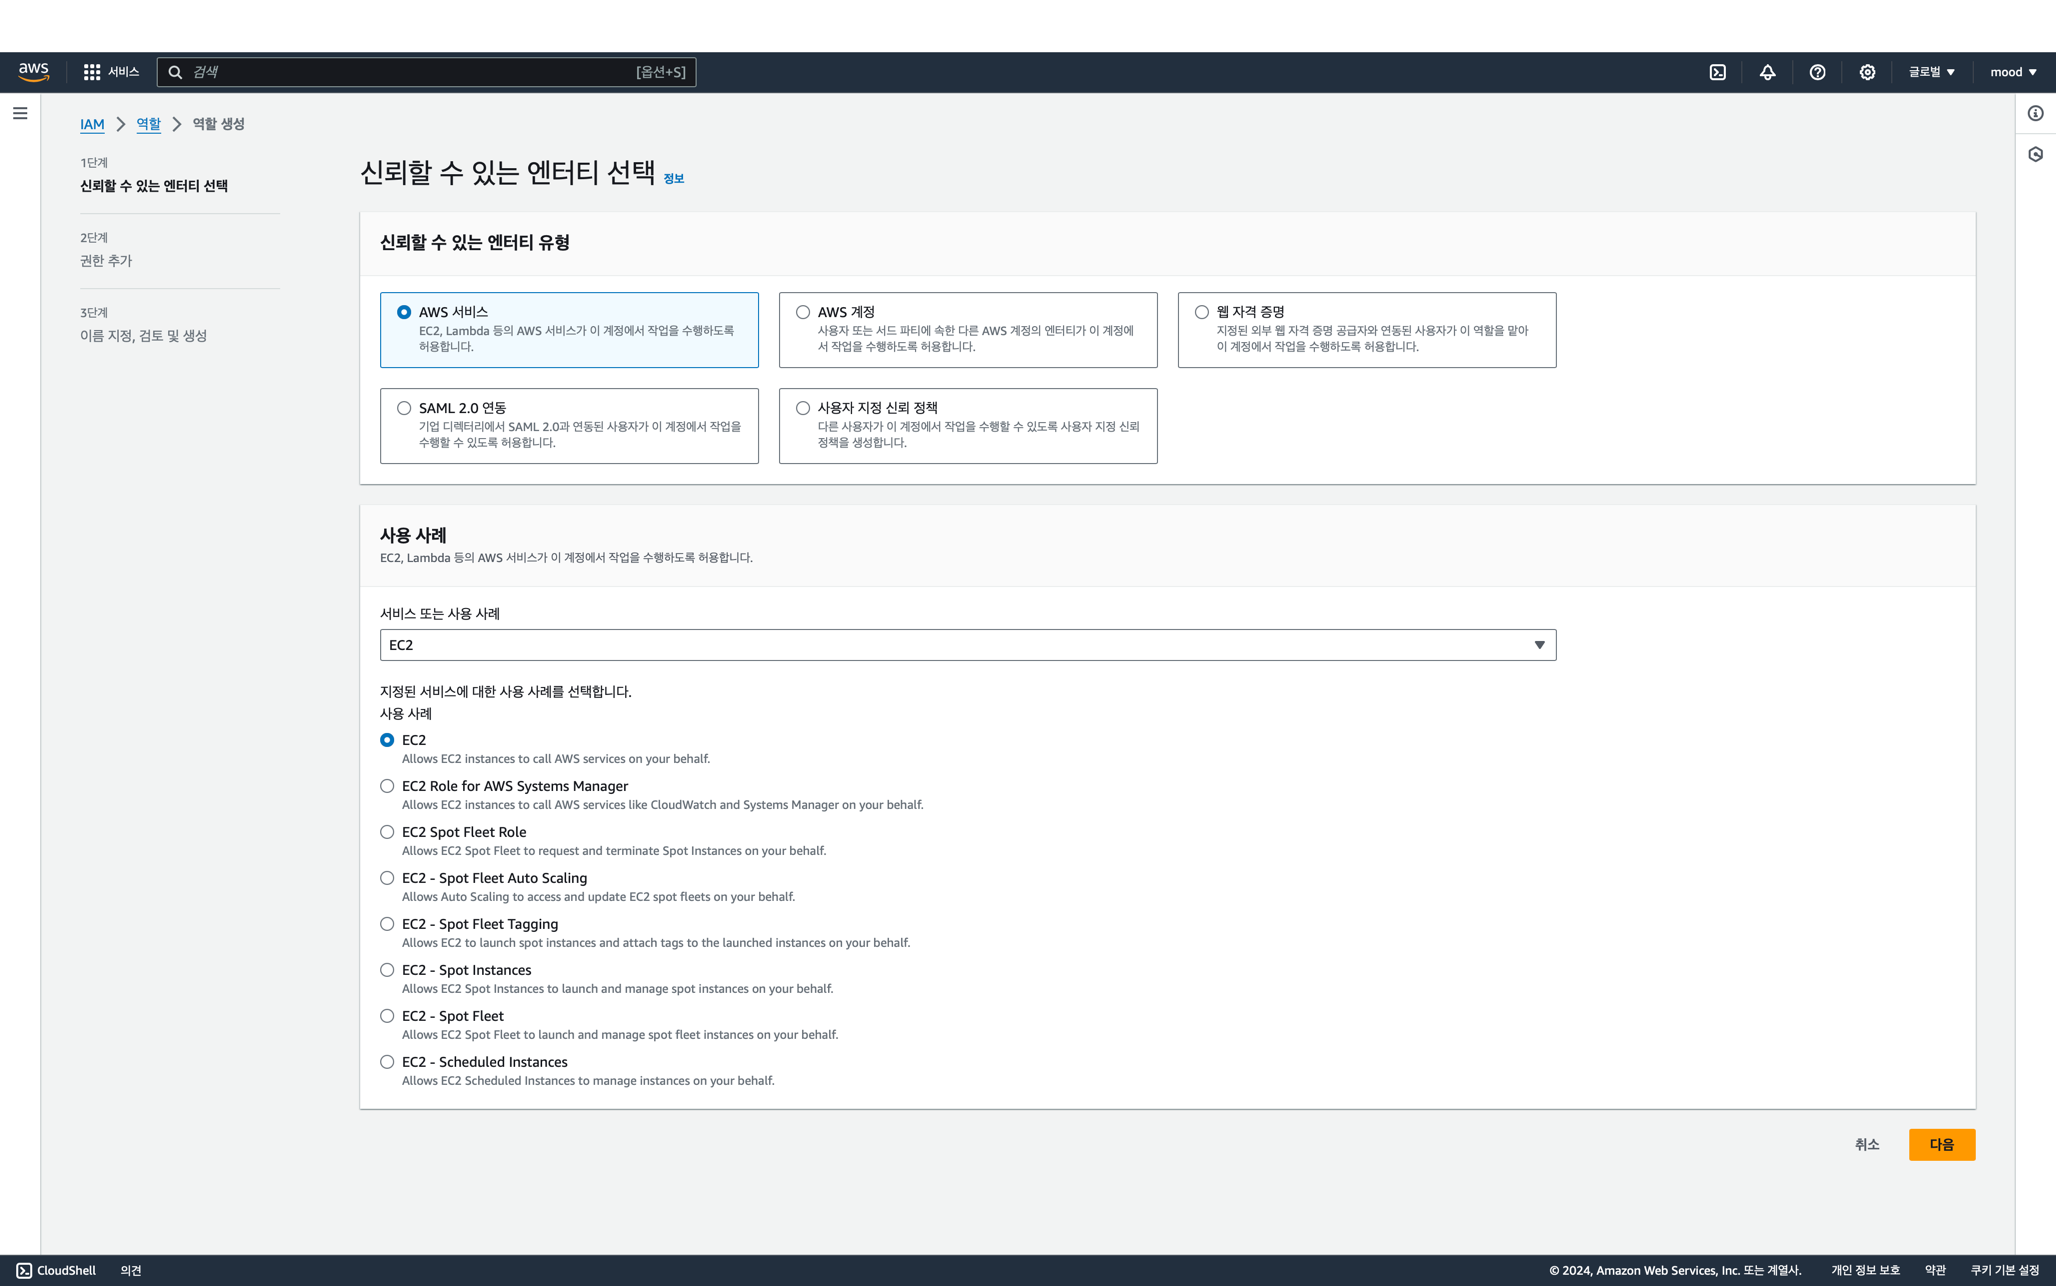 aws
서비스
검색
[옵션+S]
글로벌
mood
IAM
역할
역할 생성
1단계
신뢰할 수 있는 엔터티 선택
2단계
권한 추가
3단계
이름 지정, 검토 및 생성
신뢰할 수 있는 엔터티 선택 정보
신뢰할 수 있는 엔터티 유형
AWS 서비스
EC2, Lambda 등의 AWS 서비스가 이 계정에서 작업을 수행하도록
허용합니다.
AWS 계정
사용자 또는 서드 파티에 속한 다른 AWS 계정의 엔터티가 이 계정에
서 작업을 수행하도록 허용합니다.
웹 자격 증명
지정된 외부 웹 자격 증명 공급자와 연동된 사용자가 이 역할을 맡아
이 계정에서 작업을 수행하도록 허용합니다.
SAML 2.0 연동
기업 디렉터리에서 SAML 2.0과 연동된 사용자가 이 계정에서 작업을
수행할 수 있도록 허용합니다.
사용자 지정 신뢰 정책
다른 사용자가 이 계정에서 작업을 수행할 수 있도록 사용자 지정 신뢰
정책을 생성합니다.
사용 사례
EC2, Lambda 등의 AWS 서비스가 이 계정에서 작업을 수행하도록 허용합니다.
서비스 또는 사용 사례
EC2
지정된 서비스에 대한 사용 사례를 선택합니다.
사용 사례
EC2
Allows EC2 instances to call AWS services on your behalf.
EC2 Role for AWS Systems Manager
Allows EC2 instances to call AWS services like CloudWatch and Systems Manager on your behalf.
EC2 Spot Fleet Role
Allows EC2 Spot Fleet to request and terminate Spot Instances on your behalf.
EC2 - Spot Fleet Auto Scaling
Allows Auto Scaling to access and update EC2 spot fleets on your behalf.
EC2 - Spot Fleet Tagging
Allows EC2 to launch spot instances and attach tags to the launched instances on your behalf.
EC2 - Spot Instances
Allows EC2 Spot Instances to launch and manage spot instances on your behalf.
EC2 - Spot Fleet
Allows EC2 Spot Fleet to launch and manage spot fleet instances on your behalf.
EC2 - Scheduled Instances
Allows EC2 Scheduled Instances to manage instances on your behalf.
취소
다음
CloudShell
의견
© 2024, Amazon Web Services, Inc. 또는 계열사.
개인 정보 보호
약관
쿠키 기본 설정